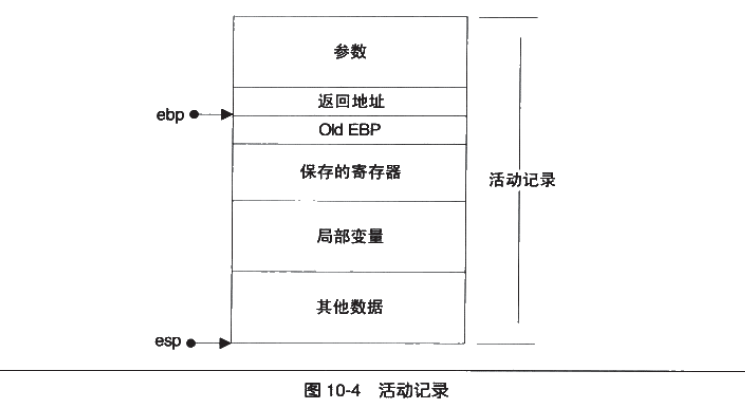 参数
返回地址
ebp
Old EBP
保存的寄存器
活动记录
局部变量
其他数据
esp
图 10-4 活动记录